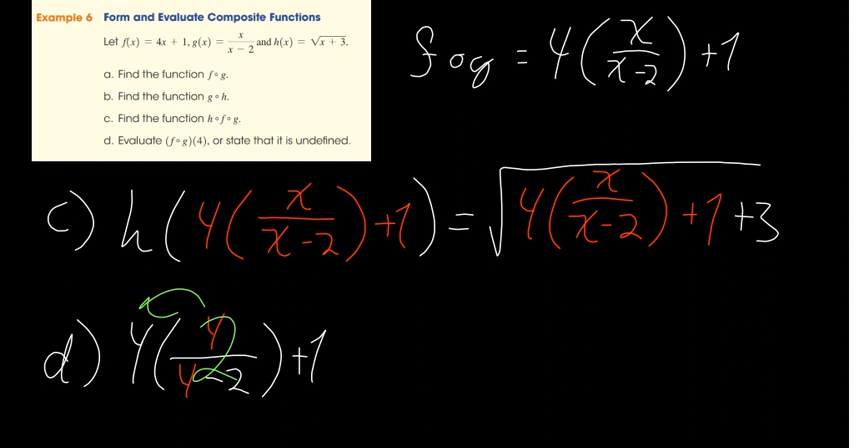 Example 6 Form and Evaluate Composite Functions
Let f(x) = 4x + 1, g(x) = x/(x − 2) and h(x) = √(x + 3).
a. Find the function f∘g.
b. Find the function g∘h.
c. Find the function h∘f∘g.
d. Evaluate (f∘g)(4), or state that it is undefined.
fog = 4(x/(x-2)) +1
c) h(4(x/(x-2))+1) = √(4(x/(x-2))+1+3)
d) 4(4/(4-2))+1